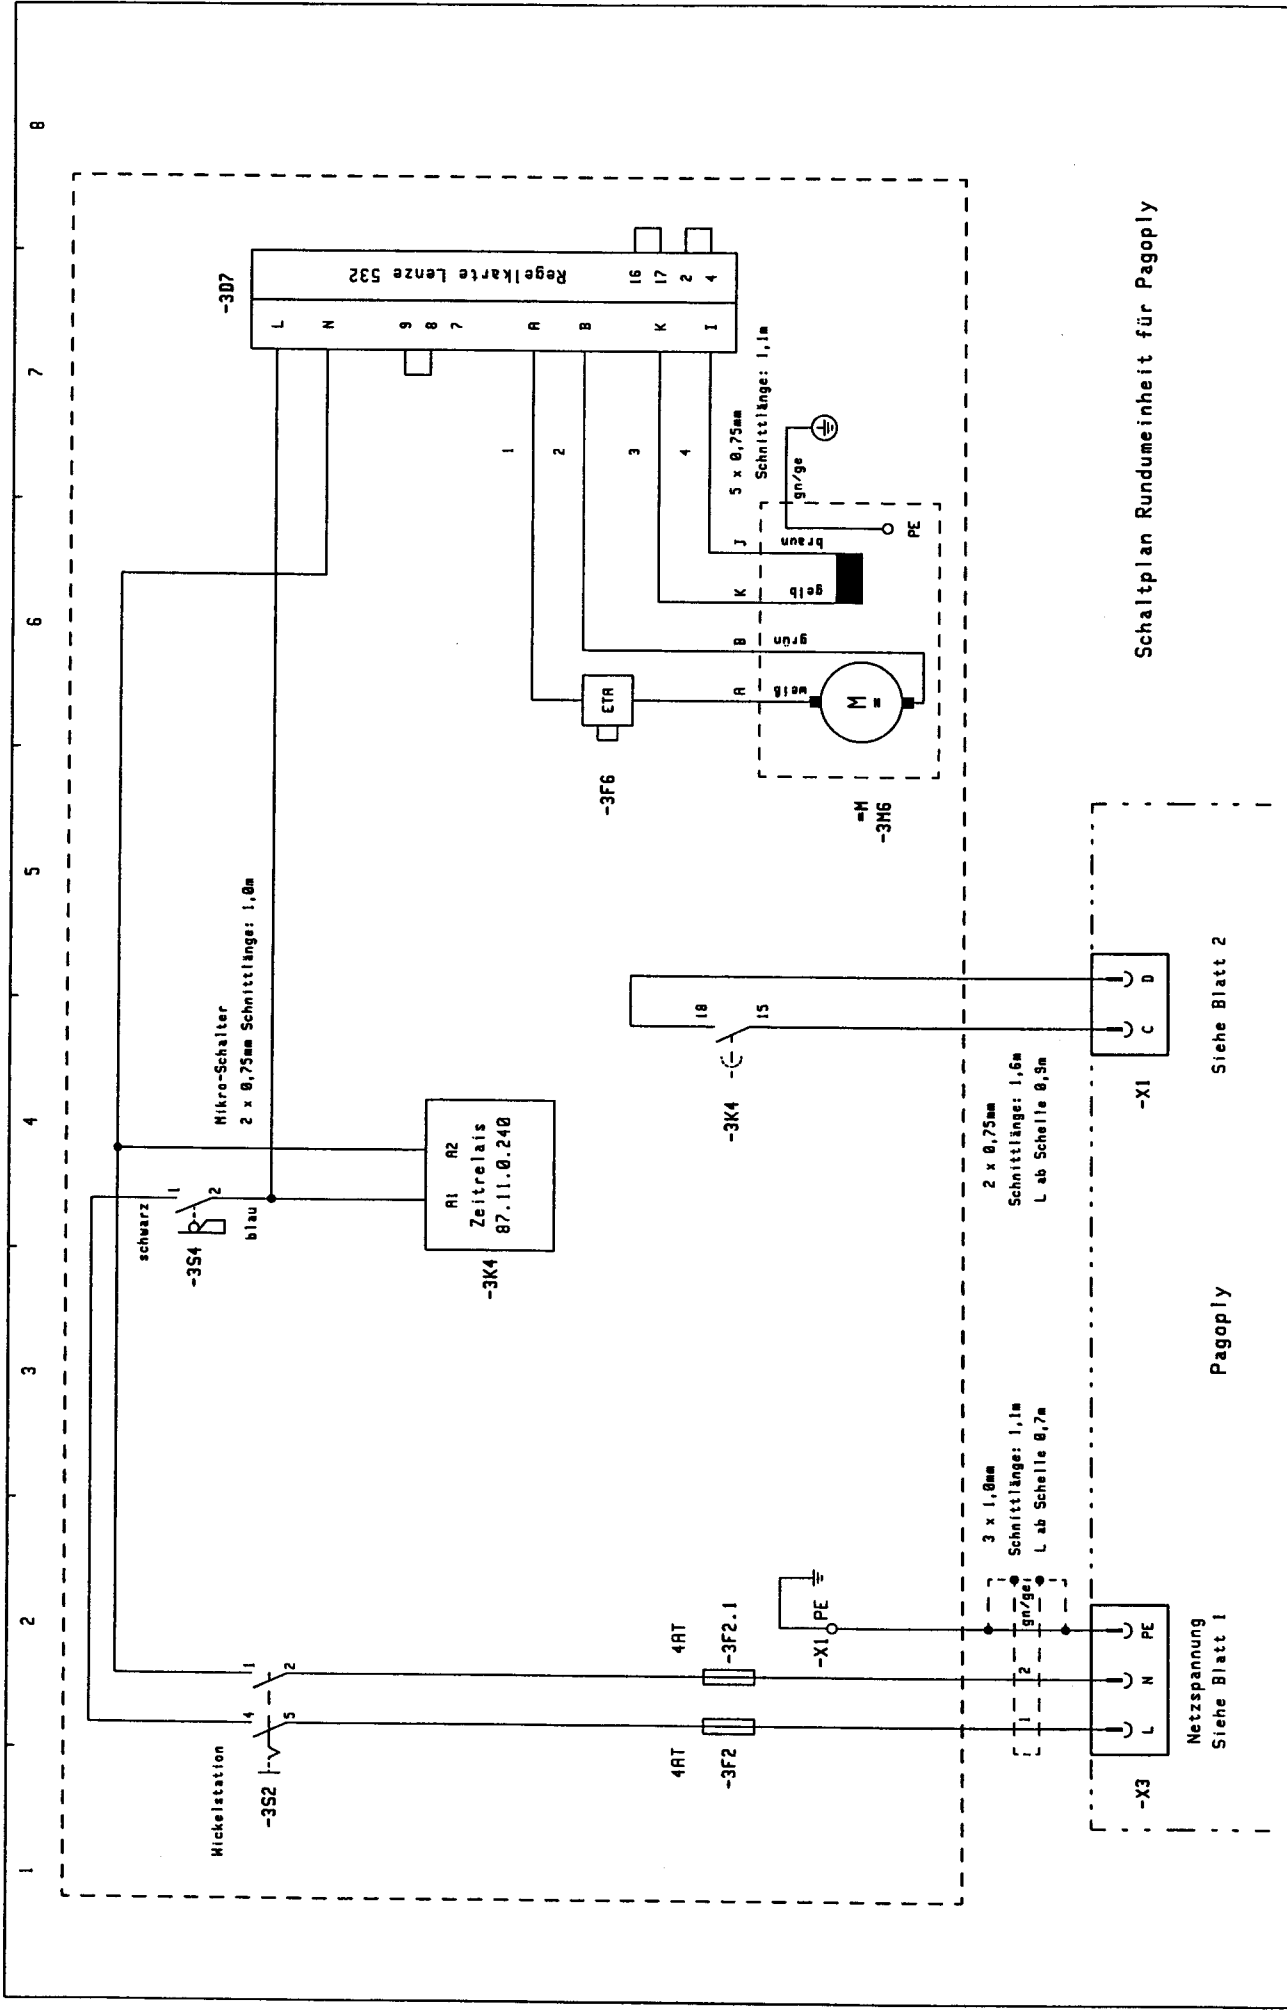 1
2
3
4
5
6
7
8
Wickelstation
-3S2
4
5
1
2
4AT
-3F2
4AT
-3F2.1
-X1
PE
1
2
gn/ge
3 x 1,0mm
Schnittlänge: 1,1m
L ab Schelle 0,7m
-X3
L
N
PE
Netzspannung
Siehe Blatt 1
schwarz
-3S4
1
2
blau
Mikro-Schalter
2 x 0,75mm Schnittlänge: 1,0m
-3K4
A1
A2
Zeitrelais
87.11.0.240
-3K4
18
15
2 x 0,75mm
Schnittlänge: 1,6m
L ab Schelle 0,9m
-X1
C
D
Siehe Blatt 2
Pagoply
-3D7
L
N
9
8
7
A
B
K
I
Regelkarte Lenze 532
16
17
2
4
1
2
3
4
5 x 0,75mm
Schnittlänge: 1,1m
-3F6
ETA
A
B
K
J
weiß
grün
gelb
braun
gn/ge
PE
M
=
=M
-3M6
Schaltplan Rundumeinheit für Pagoply